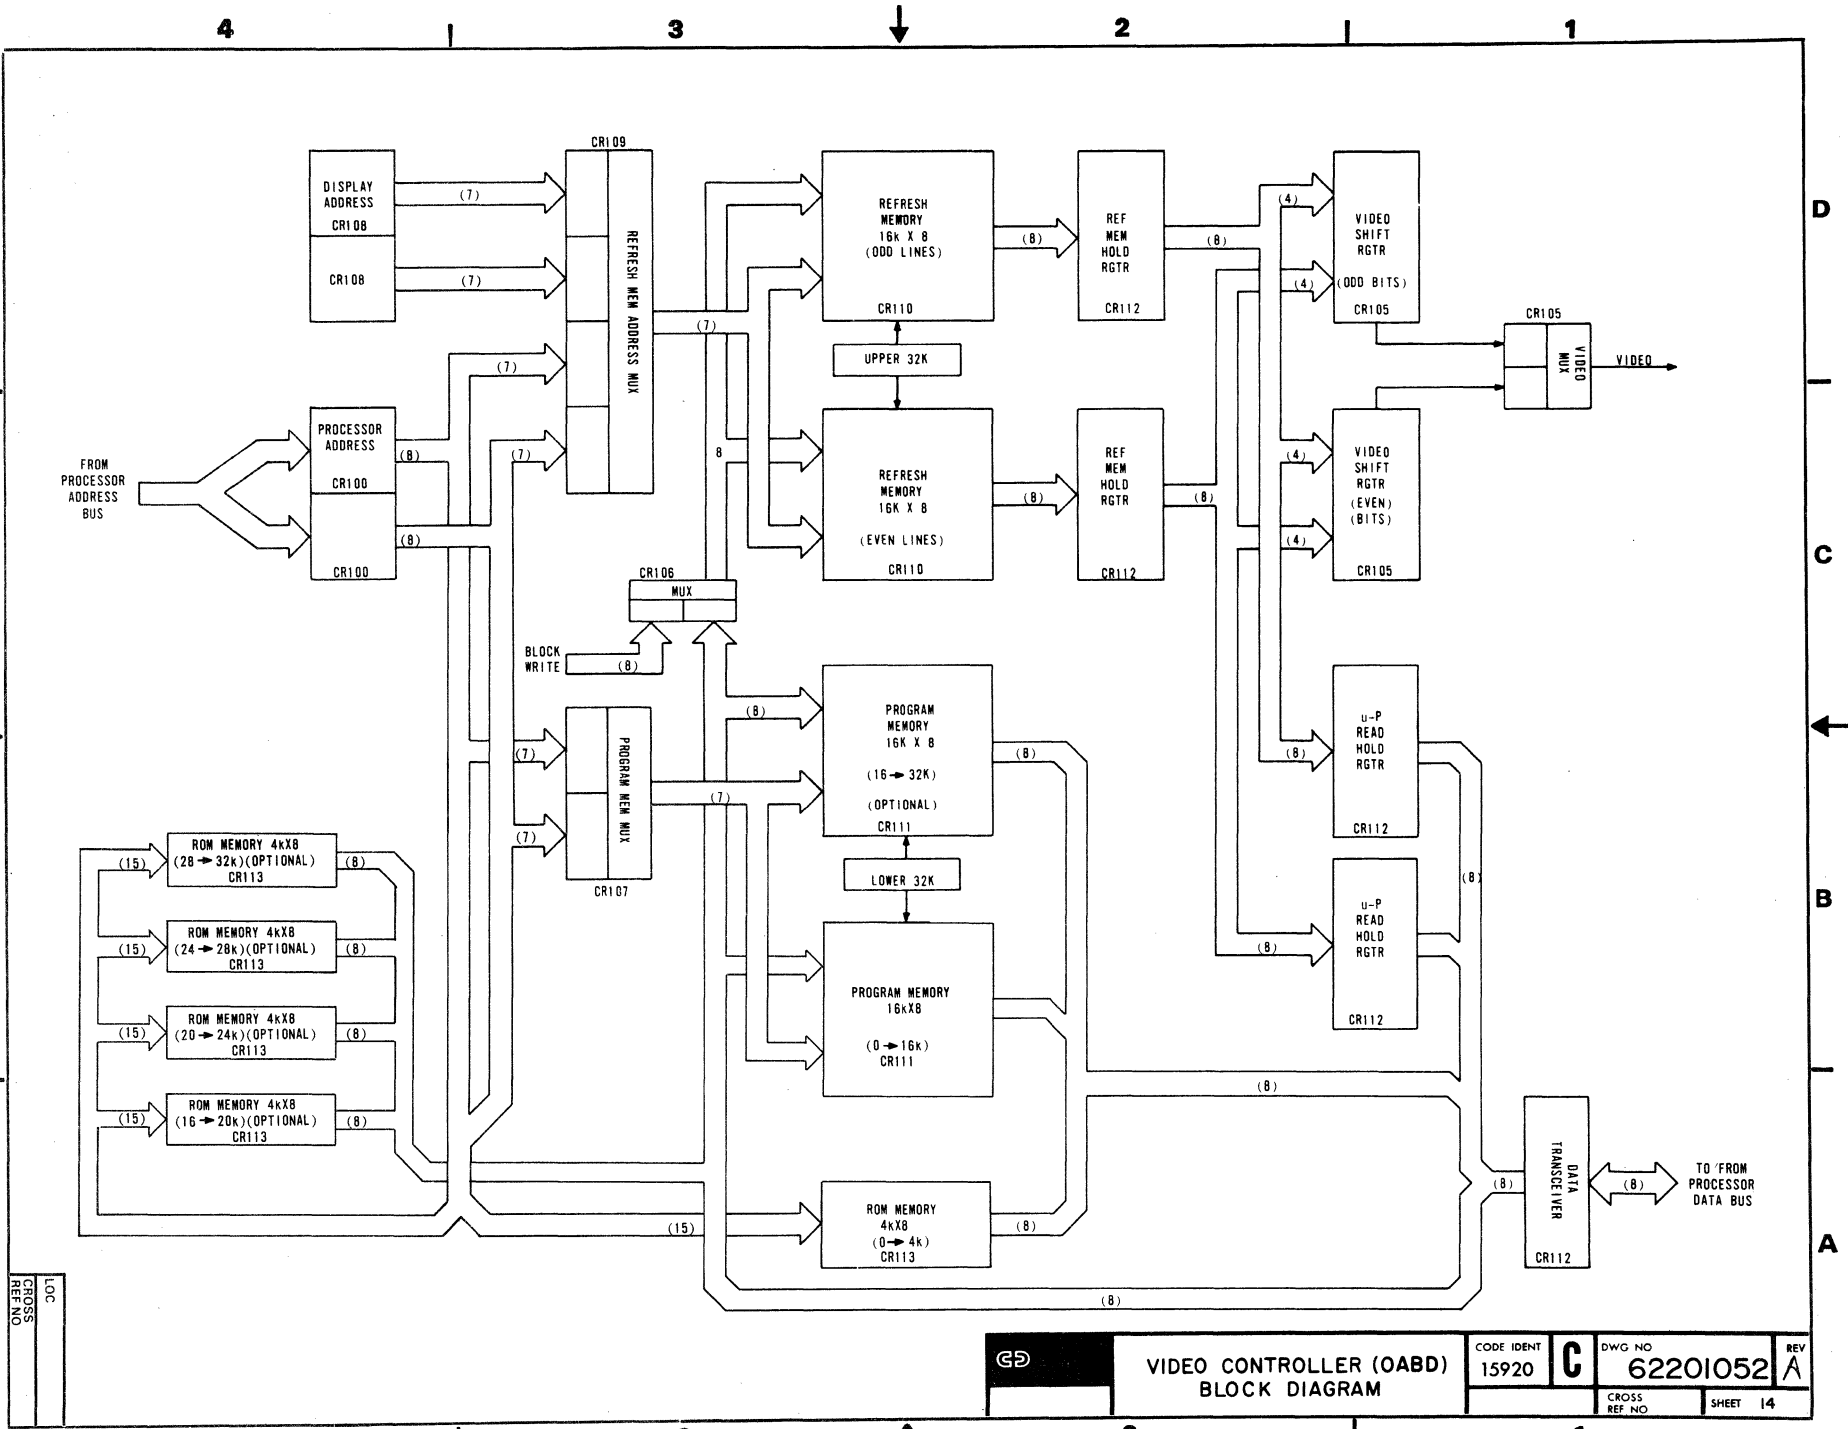 4
3
2
1
D
C
B
A
DISPLAY
ADDRESS
CR108
CR108
(7)
(7)
CR109
REFRESH MEM ADDRESS MUX
(7)
(7)
(7)
REFRESH
MEMORY
16k X 8
(ODD LINES)
CR110
(8)
REF
MEM
HOLD
RGTR
CR112
(8)
(4)
(4)
VIDEO
SHIFT
RGTR
(ODD BITS)
CR105
CR105
VIDEO
MUX
VIDEO
UPPER 32K
FROM
PROCESSOR
ADDRESS
BUS
PROCESSOR
ADDRESS
CR100
CR100
(8)
(8)
8
REFRESH
MEMORY
16K X 8
(EVEN LINES)
CR110
(8)
REF
MEM
HOLD
RGTR
CR112
(8)
(4)
(4)
VIDEO
SHIFT
RGTR
(EVEN)
(BITS)
CR105
CR106
MUX
BLOCK
WRITE
(8)
(8)
PROGRAM MEM MUX
CR107
(7)
(7)
(7)
PROGRAM
MEMORY
16K X 8
(16→32K)
(OPTIONAL)
CR111
(8)
LOWER 32K
(8)
u-P
READ
HOLD
RGTR
CR112
(8)
(8)
u-P
READ
HOLD
RGTR
CR112
ROM MEMORY 4kX8
(28→32k)(OPTIONAL)
CR113
(15)
(8)
ROM MEMORY 4kX8
(24→28k)(OPTIONAL)
CR113
(15)
(8)
ROM MEMORY 4kX8
(20→24k)(OPTIONAL)
CR113
(15)
(8)
ROM MEMORY 4kX8
(16→20k)(OPTIONAL)
CR113
(15)
(8)
PROGRAM MEMORY
16kX8
(0→16k)
CR111
(8)
ROM MEMORY
4kX8
(0→4k)
CR113
(15)
(8)
(8)
(8)
DATA
TRANSCEIVER
CR112
(8)
TO/FROM
PROCESSOR
DATA BUS
LOC
CROSS
REF NO
VIDEO CONTROLLER (OABD)
BLOCK DIAGRAM
CODE IDENT
15920
C
DWG NO
62201052
REV
A
CROSS
REF NO
SHEET 14